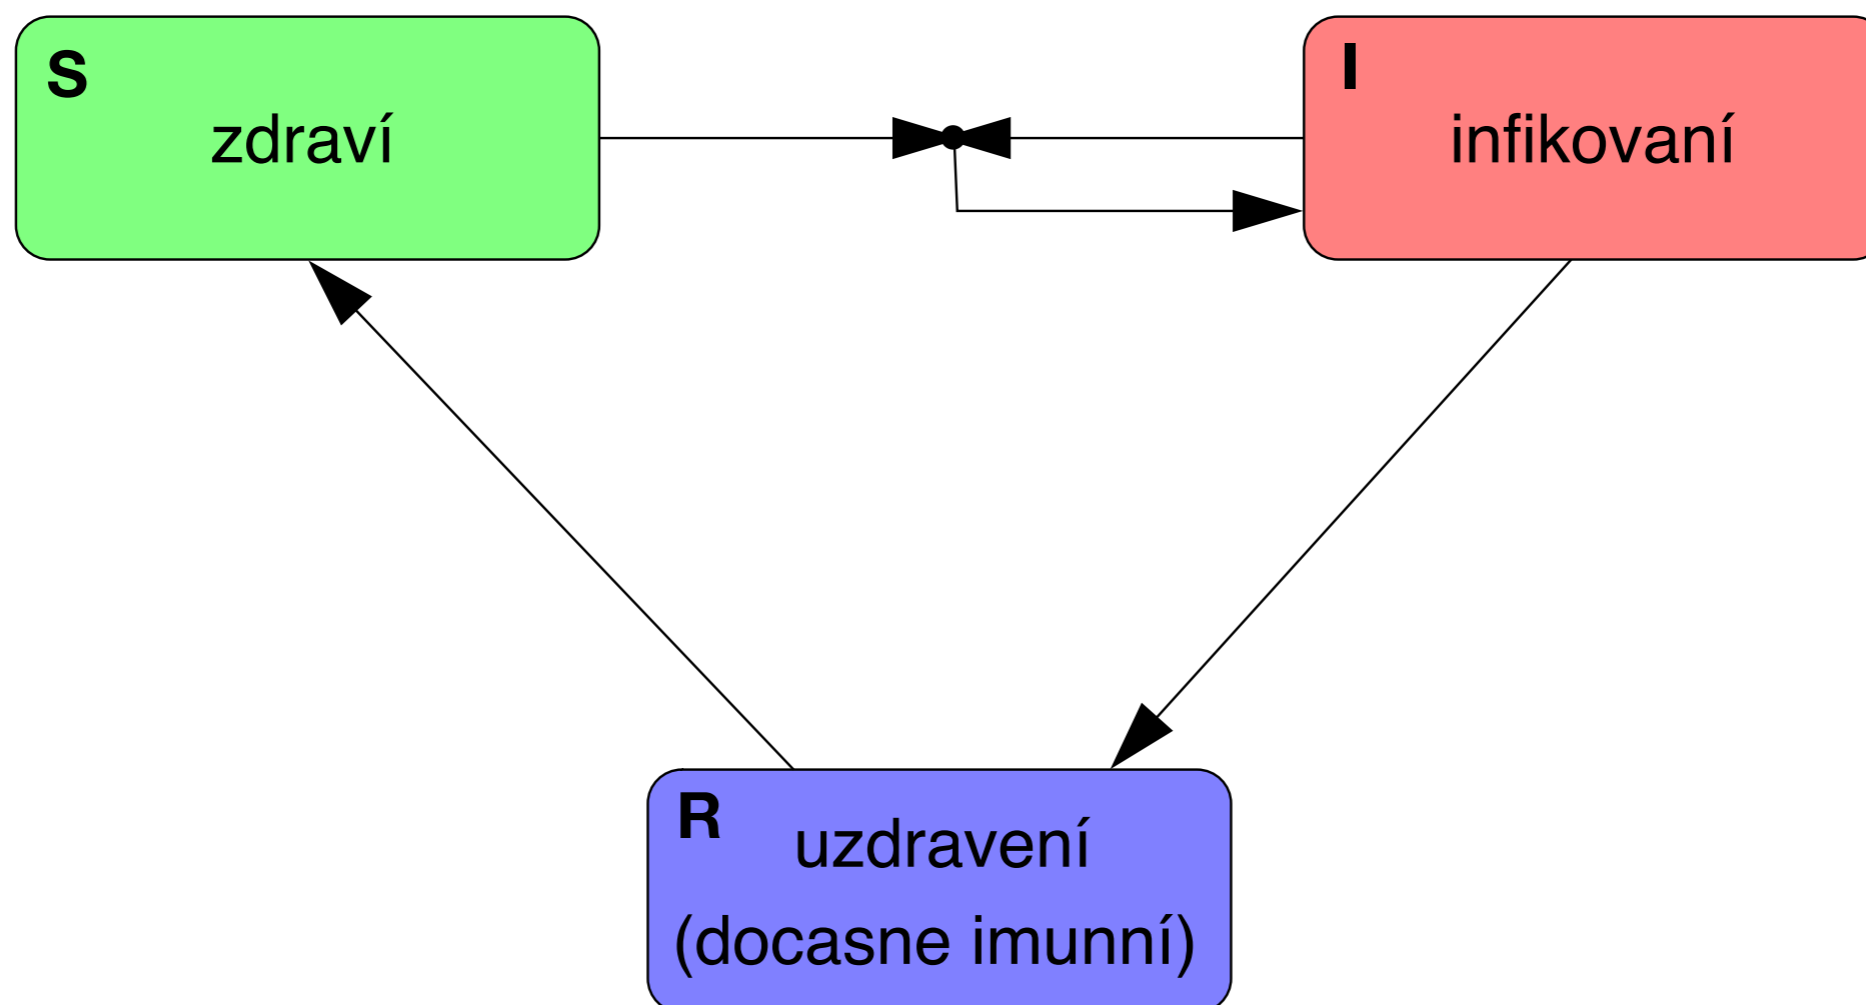 S
zdraví
I
infikovaní
R
uzdravení
(docasne imunní)